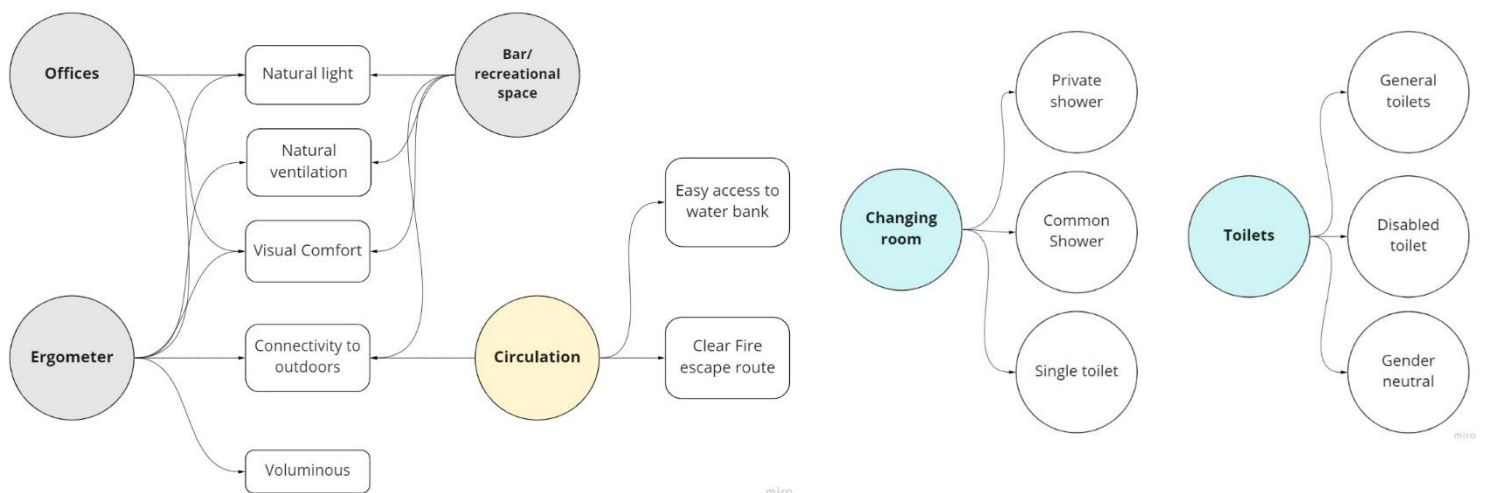 Offices
Natural light
Bar/
recreational
space
Natural
ventilation
Visual Comfort
Easy access to
water bank
Ergometer
Connectivity to
outdoors
Circulation
Clear Fire
escape route
Voluminous
miro
Changing
room
Private
shower
Common
Shower
Single toilet
Toilets
General
toilets
Disabled
toilet
Gender
neutral
miro